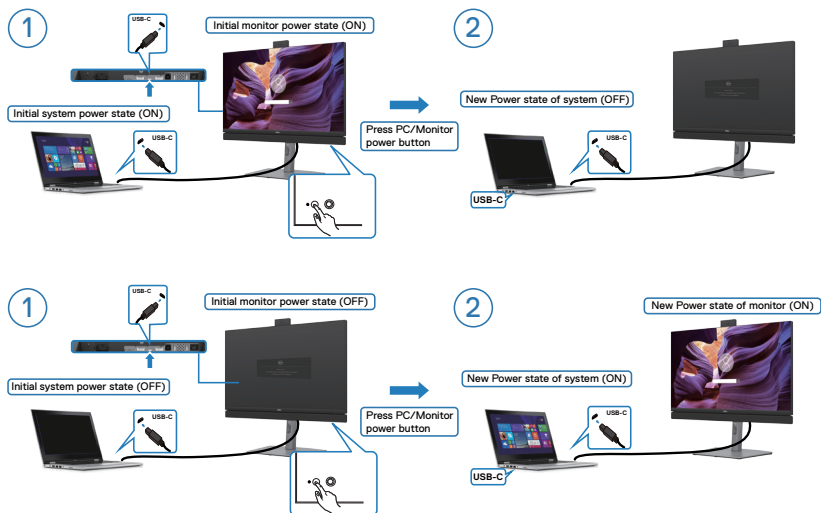 1
USB-C
Initial monitor power state (ON)
Initial system power state (ON)
USB-C
Press PC/Monitor
power button
2
New Power state of system (OFF)
USB-C
USB-C
1
USB-C
Initial monitor power state (OFF)
Initial system power state (OFF)
USB-C
Press PC/Monitor
power button
2
New Power state of monitor (ON)
New Power state of system (ON)
USB-C
USB-C